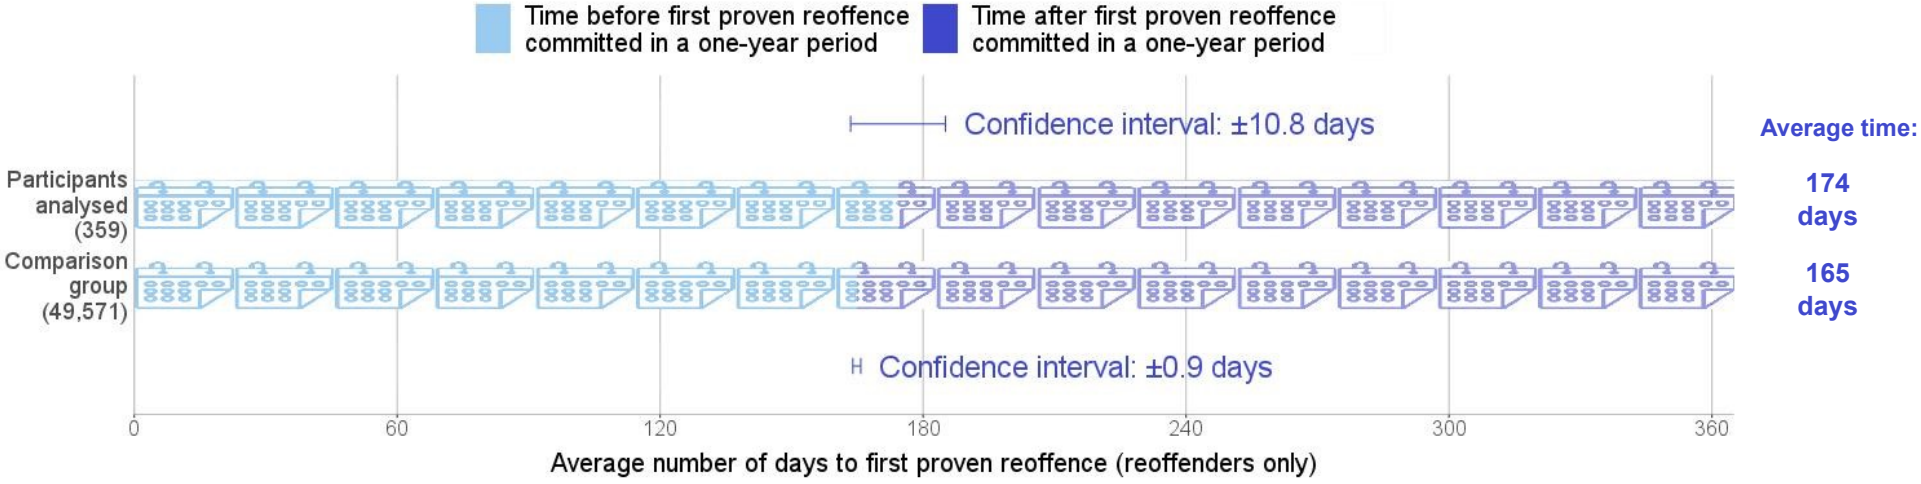 Time before first proven reoffence
committed in a one-year period
Time after first proven reoffence
committed in a one-year period
Confidence interval: ±10.8 days
Average time:
Participants
analysed
(359)
174
days
Comparison
group
(49,571)
165
days
Confidence interval: ±0.9 days
0 60 120 180 240 300 360
Average number of days to first proven reoffence (reoffenders only)